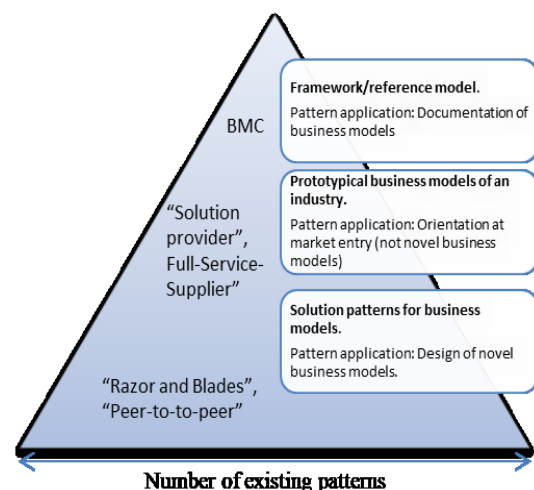 BMC
Framework/reference model.
Pattern application: Documentation of
business models
"Solution
provider",
Full-Service-
Supplier"
Prototypical business models of an
industry.
Pattern application: Orientation at
market entry (not novel business
models)
"Razor and Blades",
"Peer-to-to-peer"
Solution patterns for business
models.
Pattern application: Design of novel
business models.
Number of existing patterns